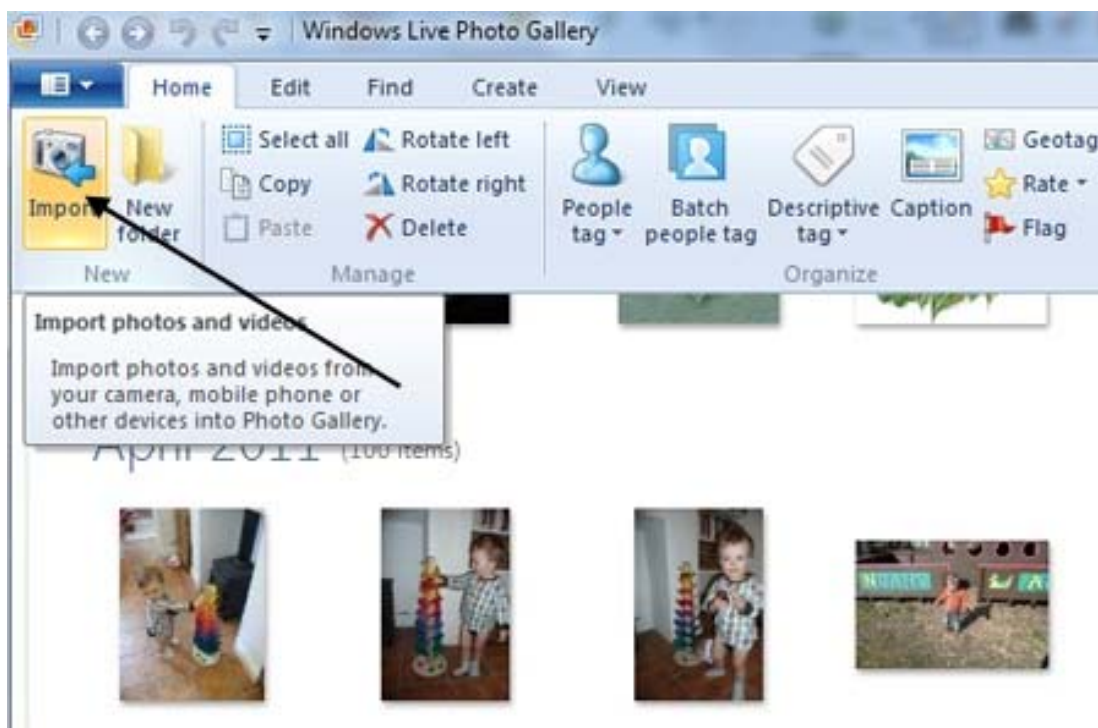 Windows Live Photo Gallery
Home Edit Find Create View
Select all Rotate left Geotag
Copy Rotate right Rate
Import New folder Paste Delete People tag Batch people tag Descriptive tag Caption Flag
New Manage Organize
Import photos and videos
Import photos and videos from
your camera, mobile phone or
other devices into Photo Gallery.
April 2011 (100 items)